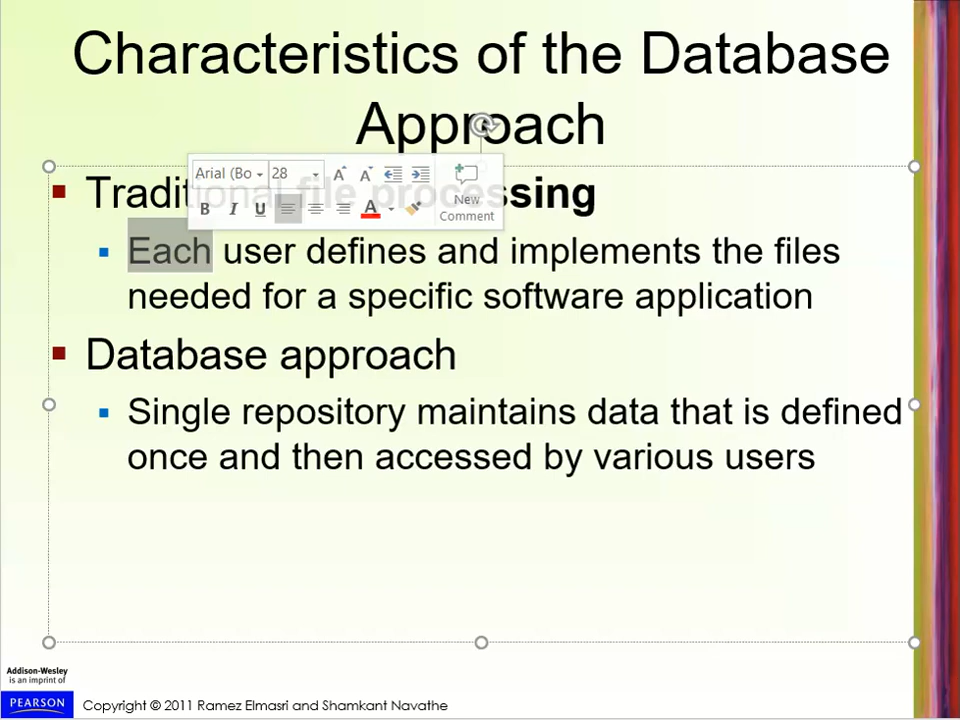 Characteristics of the Database
Approach
Traditional file processing
Arial (Bo 28 A A
B I U A New
Comment
Each user defines and implements the files
needed for a specific software application
Database approach
Single repository maintains data that is defined
once and then accessed by various users
Addison-Wesley
is an imprint of
PEARSON
Copyright © 2011 Ramez Elmasri and Shamkant Navathe